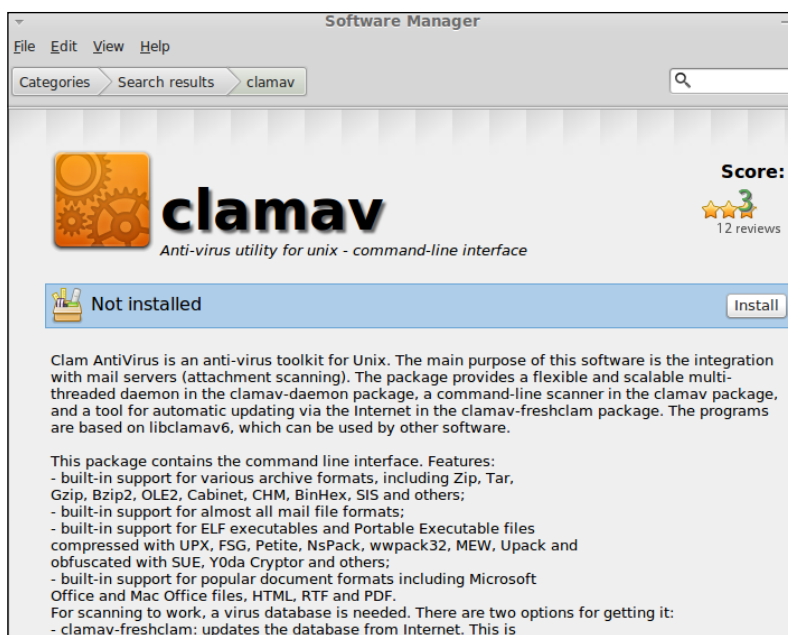 Software Manager
File Edit View Help
Categories Search results clamav
clamav
Anti-virus utility for unix - command-line interface
Score:
3
12 reviews
Not installed
Install
Clam AntiVirus is an anti-virus toolkit for Unix. The main purpose of this software is the integration
with mail servers (attachment scanning). The package provides a flexible and scalable multi-
threaded daemon in the clamav-daemon package, a command-line scanner in the clamav package,
and a tool for automatic updating via the Internet in the clamav-freshclam package. The programs
are based on libclamav6, which can be used by other software.
This package contains the command line interface. Features:
- built-in support for various archive formats, including Zip, Tar,
Gzip, Bzip2, OLE2, Cabinet, CHM, BinHex, SIS and others;
- built-in support for almost all mail file formats;
- built-in support for ELF executables and Portable Executable files
compressed with UPX, FSG, Petite, NsPack, wwpack32, MEW, Upack and
obfuscated with SUE, Y0da Cryptor and others;
- built-in support for popular document formats including Microsoft
Office and Mac Office files, HTML, RTF and PDF.
For scanning to work, a virus database is needed. There are two options for getting it:
- clamav-freshclam: updates the database from Internet. This is